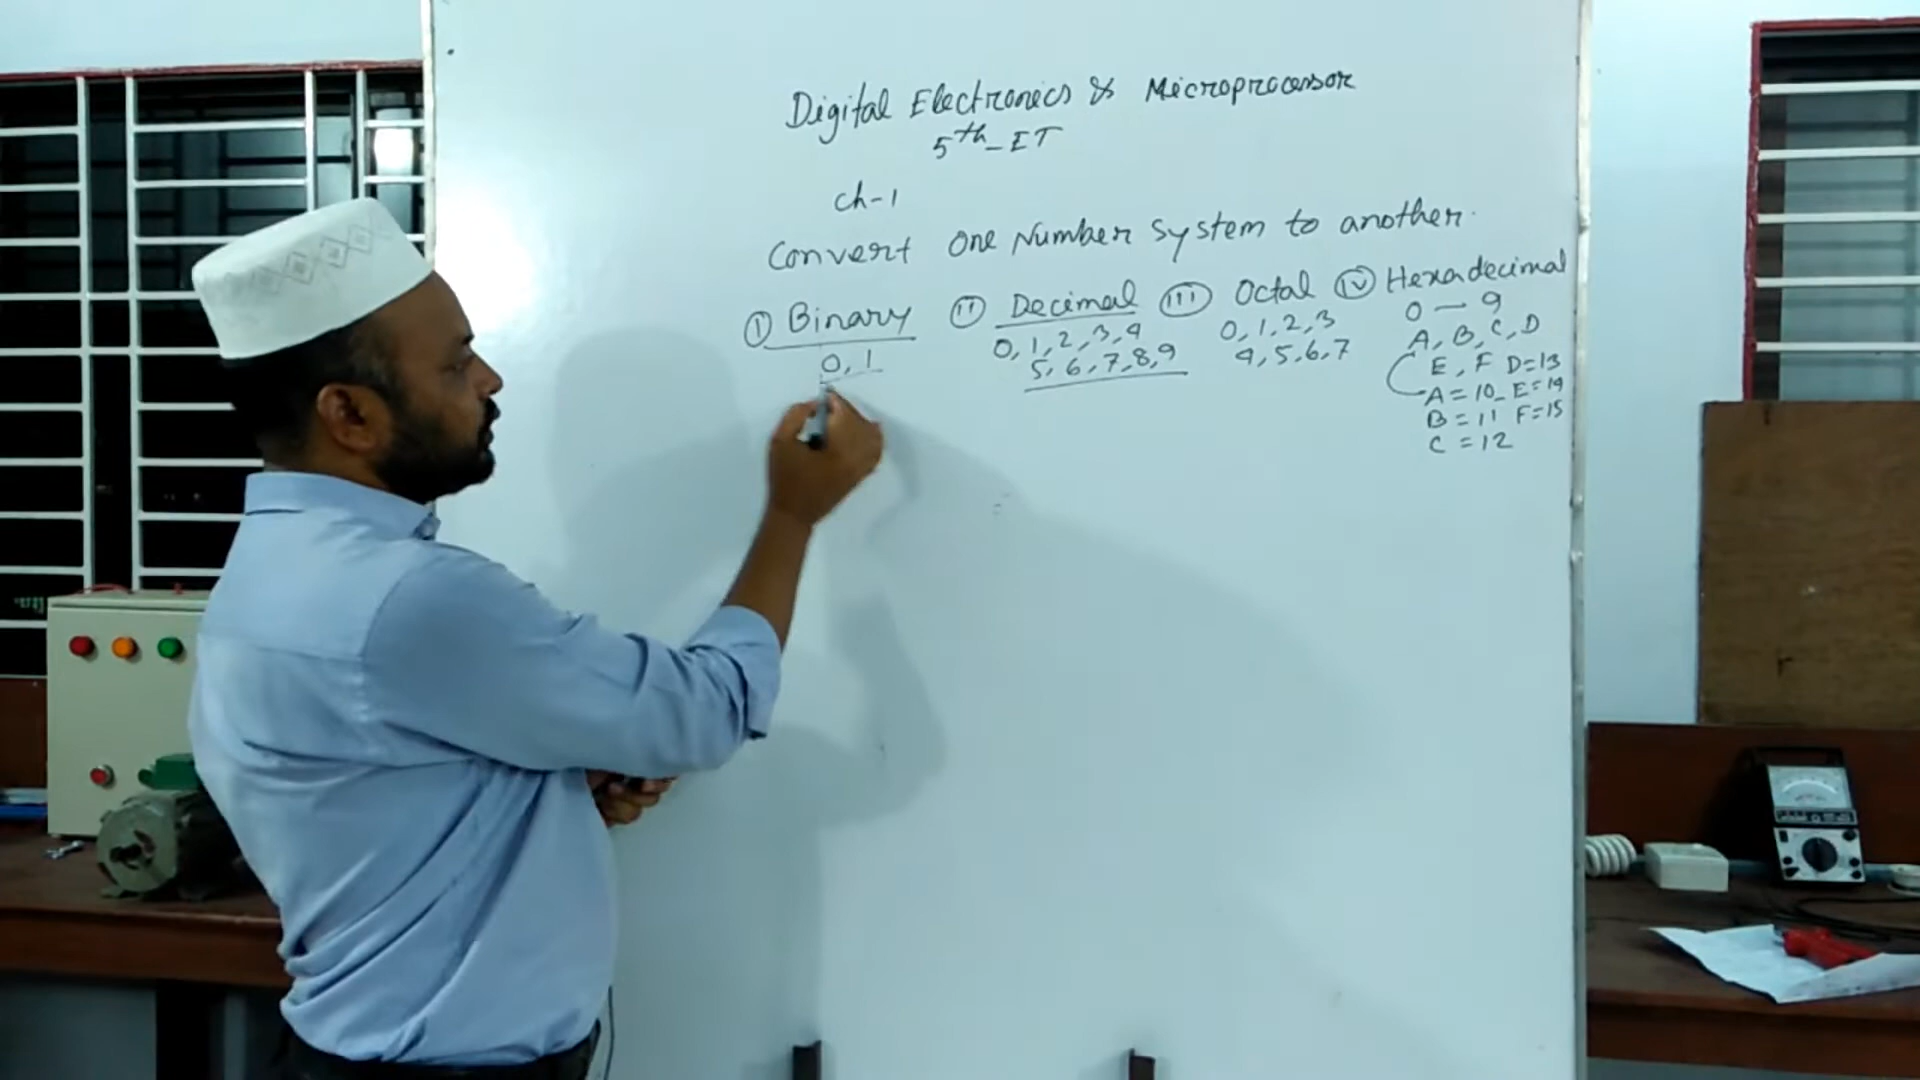 Digital Electronics & Microprocessor
5th_ET
ch-1
Convert One Number System to another.
(i) Binary (ii) Decimal (iii) Octal (iv) Hexadecimal
0, 1
0, 1, 2, 3, 4
5, 6, 7, 8, 9
0, 1, 2, 3
4, 5, 6, 7
0 — 9
A, B, C, D
E, F D=13
A=10_ E=14
B=11 F=15
C=12